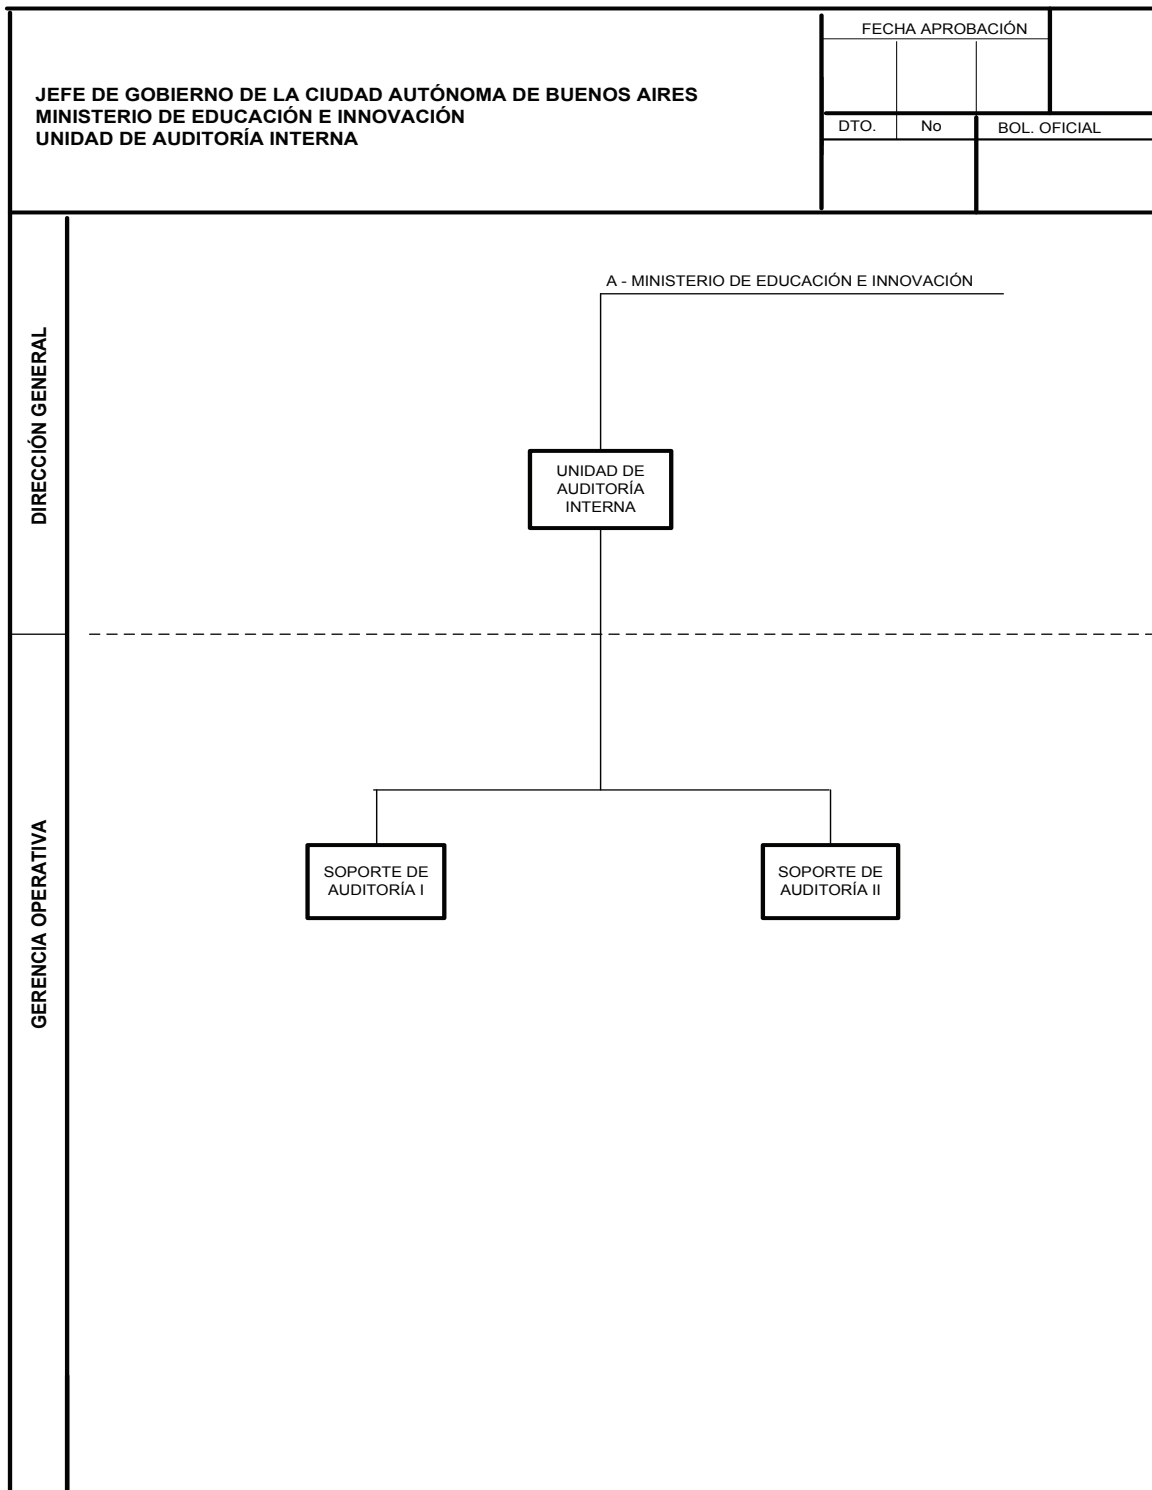 JEFE DE GOBIERNO DE LA CIUDAD AUTÓNOMA DE BUENOS AIRES
MINISTERIO DE EDUCACIÓN E INNOVACIÓN
UNIDAD DE AUDITORÍA INTERNA
FECHA APROBACIÓN
DTO.
No
BOL. OFICIAL
DIRECCIÓN GENERAL
A - MINISTERIO DE EDUCACIÓN E INNOVACIÓN
UNIDAD DE
AUDITORÍA
INTERNA
GERENCIA OPERATIVA
SOPORTE DE
AUDITORÍA I
SOPORTE DE
AUDITORÍA II